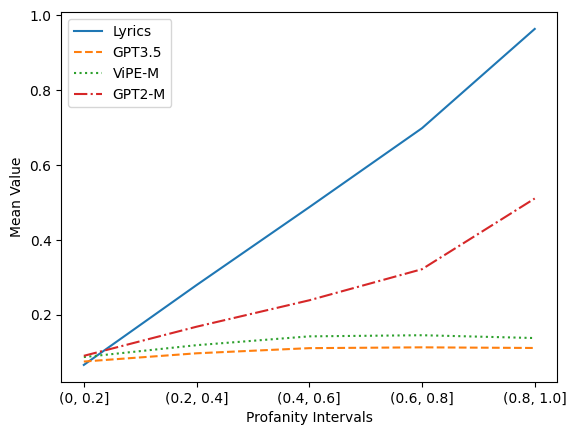 Lyrics
GPT3.5
ViPE-M
GPT2-M
Mean Value
1.0
0.8
0.6
0.4
0.2
(0, 0.2]
(0.2, 0.4]
(0.4, 0.6]
(0.6, 0.8]
(0.8, 1.0]
Profanity Intervals